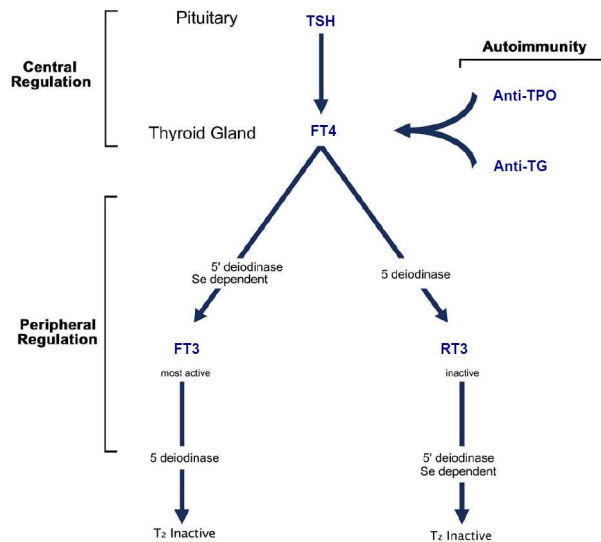 Pituitary
TSH
Autoimmunity
Central
Regulation
Anti-TPO
Thyroid Gland
FT4
Anti-TG
5' deiodinase
Se dependent
5 deiodinase
Peripheral
Regulation
FT3
RT3
most active
inactive
5 deiodinase
5' deiodinase
Se dependent
T₂ Inactive
T₂ Inactive